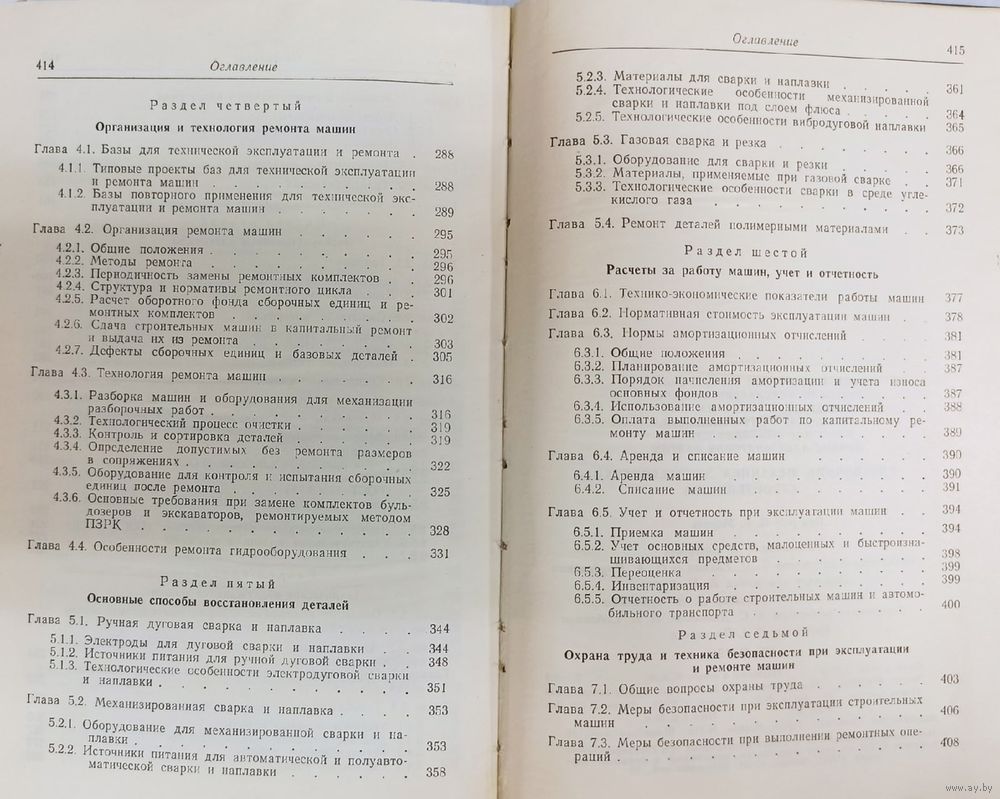 414 Оглавление
Раздел четвертый
Организация и технология ремонта машин
Глава 4.1. Базы для технической эксплуатации и ремонта . 288
4.1.1. Типовые проекты баз для технической эксплуатации
и ремонта машин . . . . . . . . . 288
4.1.2. Базы повторного применения для технической экс-
плуатации и ремонта машин . . . . . . . 289
Глава 4.2. Организация ремонта машин . . . . . . 295
4.2.1. Общие положения . . . . . . . . . 295
4.2.2. Методы ремонта . . . . . . . . . 296
4.2.3. Периодичность замены ремонтных комплектов . . 296
4.2.4. Структура и нормативы ремонтного цикла . . . 301
4.2.5. Расчет оборотного фонда сборочных единиц и ре-
монтных комплектов . . . . . . . . 302
4.2.6. Сдача строительных машин в капитальный ремонт
и выдача их из ремонта . . . . . . . 303
4.2.7. Дефекты сборочных единиц и базовых деталей . 305
Глава 4.3. Технология ремонта машин . . . . . . 316
4.3.1. Разборка машин и оборудования для механизации
разборочных работ . . . . . . . . . 316
4.3.2. Технологический процесс очистки . . . . . 319
4.3.3. Контроль и сортировка деталей . . . . . . 319
4.3.4. Определение допустимых без ремонта размеров
в сопряжениях . . . . . . . . . . 322
4.3.5. Оборудование для контроля и испытания сборочных
единиц после ремонта . . . . . . . . 325
4.3.6. Основные требования при замене комплектов буль-
дозеров и экскаваторов, ремонтируемых методом
ПЗРК . . . . . . . . . . . . 328
Глава 4.4. Особенности ремонта гидрооборудования . . . 331
Раздел пятый
Основные способы восстановления деталей
Глава 5.1. Ручная дуговая сварка и наплавка . . . . 344
5.1.1. Электроды для дуговой сварки и наплавки . . 344
5.1.2. Источники питания для ручной дуговой сварки . . 348
5.1.3. Технологические особенности электродуговой сварки
и наплавки . . . . . . . . . . . 351
Глава 5.2. Механизированная сварка и наплавка . . . . 353
5.2.1. Оборудование для механизированной сварки и на-
плавки . . . . . . . . . . . . 353
5.2.2. Источники питания для автоматической и полуавто-
матической сварки и наплавки . . . . . . 358
Оглавление 415
5.2.3. Материалы для сварки и наплавки . . . . . 361
5.2.4. Технологические особенности механизированной
сварки и наплавки под слоем флюса . . . . . 364
5.2.5. Технологические особенности вибродуговой наплавки 365
Глава 5.3. Газовая сварка и резка . . . . . . . 366
5.3.1. Оборудование для сварки и резки . . . . . 366
5.3.2. Материалы, применяемые при газовой сварке . . 371
5.3.3. Технологические особенности сварки в среде угле-
кислого газа . . . . . . . . . . 372
Глава 5.4. Ремонт деталей полимерными материалами . . 373
Раздел шестой
Расчеты за работу машин, учет и отчетность
Глава 6.1. Технико-экономические показатели работы машин 377
Глава 6.2. Нормативная стоимость эксплуатации машин . . 378
Глава 6.3. Нормы амортизационных отчислений . . . . 381
6.3.1. Общие положения . . . . . . . . . 381
6.3.2. Планирование амортизационных отчислений . . 387
6.3.3. Порядок начисления амортизации и учета износа
основных фондов . . . . . . . . . 387
6.3.4. Использование амортизационных отчислений . . 388
6.3.5. Оплата выполненных работ по капитальному ре-
монту машин . . . . . . . . . . 389
Глава 6.4. Аренда и списание машин . . . . . . 390
6.4.1. Аренда машин . . . . . . . . . 390
6.4.2. Списание машин . . . . . . . . 391
Глава 6.5. Учет и отчетность при эксплуатации машин . . 394
6.5.1. Приемка машин . . . . . . . . . 394
6.5.2. Учет основных средств, малоценных и быстроизна-
шивающихся предметов . . . . . . . 398
6.5.3. Переоценка . . . . . . . . . . 399
6.5.4. Инвентаризация . . . . . . . . . 399
6.5.5. Отчетность о работе строительных машин и автомо-
бильного транспорта . . . . . . . . 400
Раздел седьмой
Охрана труда и техника безопасности при эксплуатации
и ремонте машин
Глава 7.1. Общие вопросы охраны труда . . . . . . 403
Глава 7.2. Меры безопасности при эксплуатации строительных
машин . . . . . . . . . . . 406
Глава 7.3. Меры безопасности при выполнении ремонтных опе-
раций . . . . . . . . . . . . 408
www.ay.by